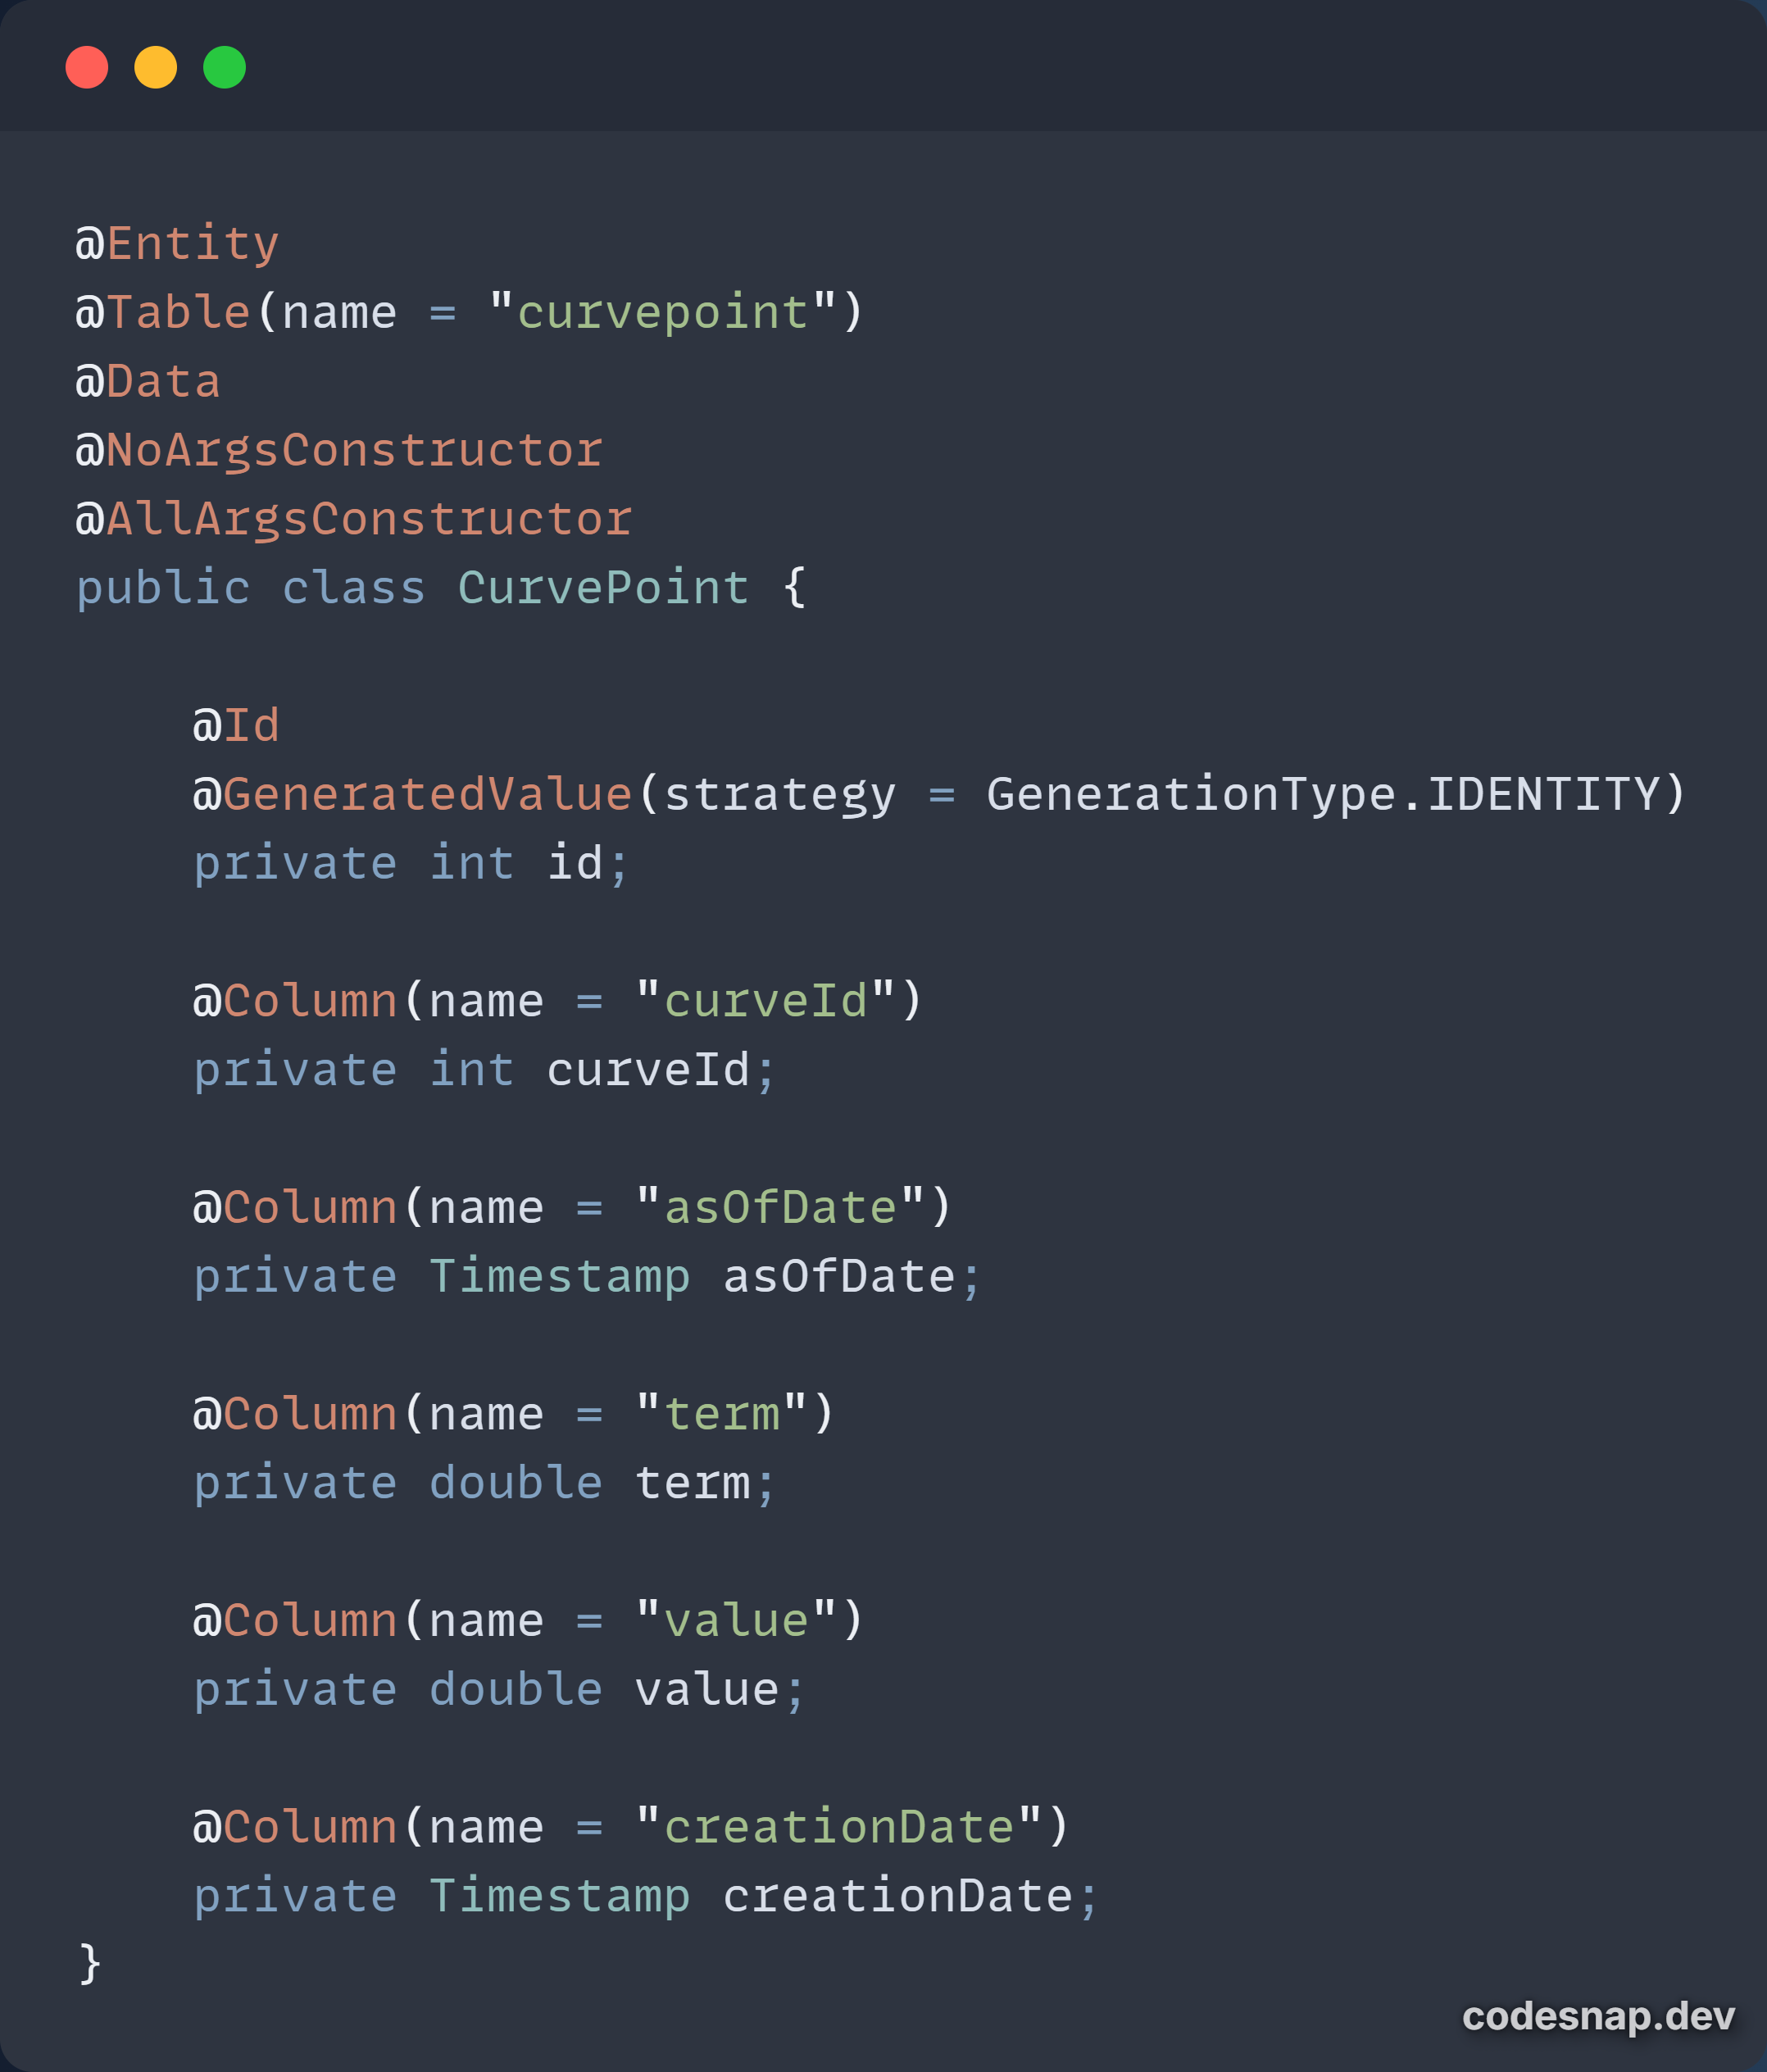 @Entity
@Table(name = "curvepoint")
@Data
@NoArgsConstructor
@AllArgsConstructor
public class CurvePoint {
@Id
@GeneratedValue(strategy = GenerationType.IDENTITY)
private int id;
@Column(name = "curveId")
private int curveId;
@Column(name = "asOfDate")
private Timestamp asOfDate;
@Column(name = "term")
private double term;
@Column(name = "value")
private double value;
@Column(name = "creationDate")
private Timestamp creationDate;
}
codesnap.dev